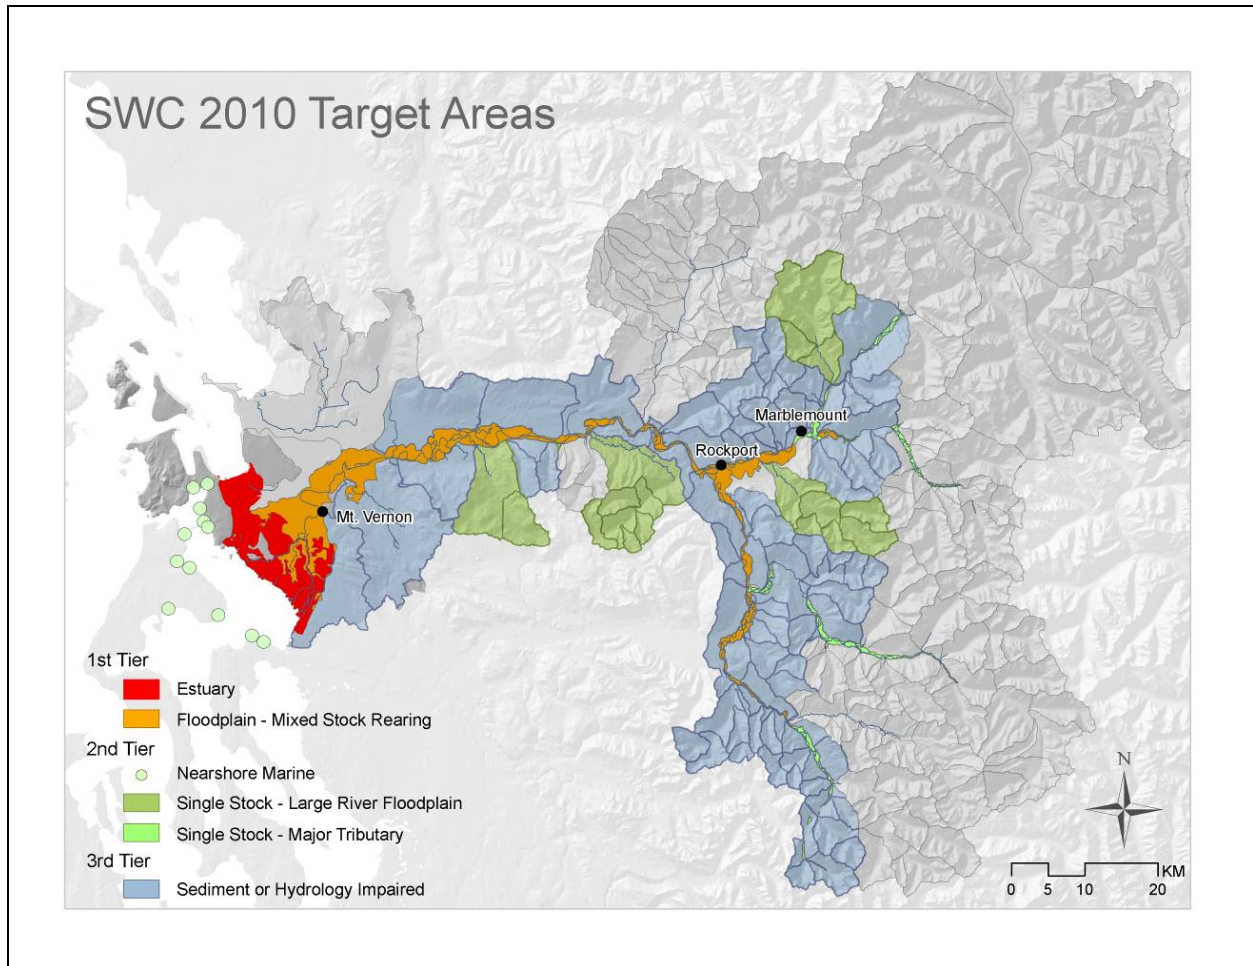 SWC 2010 Target Areas
Marblemount
Rockport
Mt. Vernon
1st Tier
Estuary
Floodplain - Mixed Stock Rearing
2nd Tier
Nearshore Marine
Single Stock - Large River Floodplain
Single Stock - Major Tributary
3rd Tier
Sediment or Hydrology Impaired
N
KM
0 5 10 20